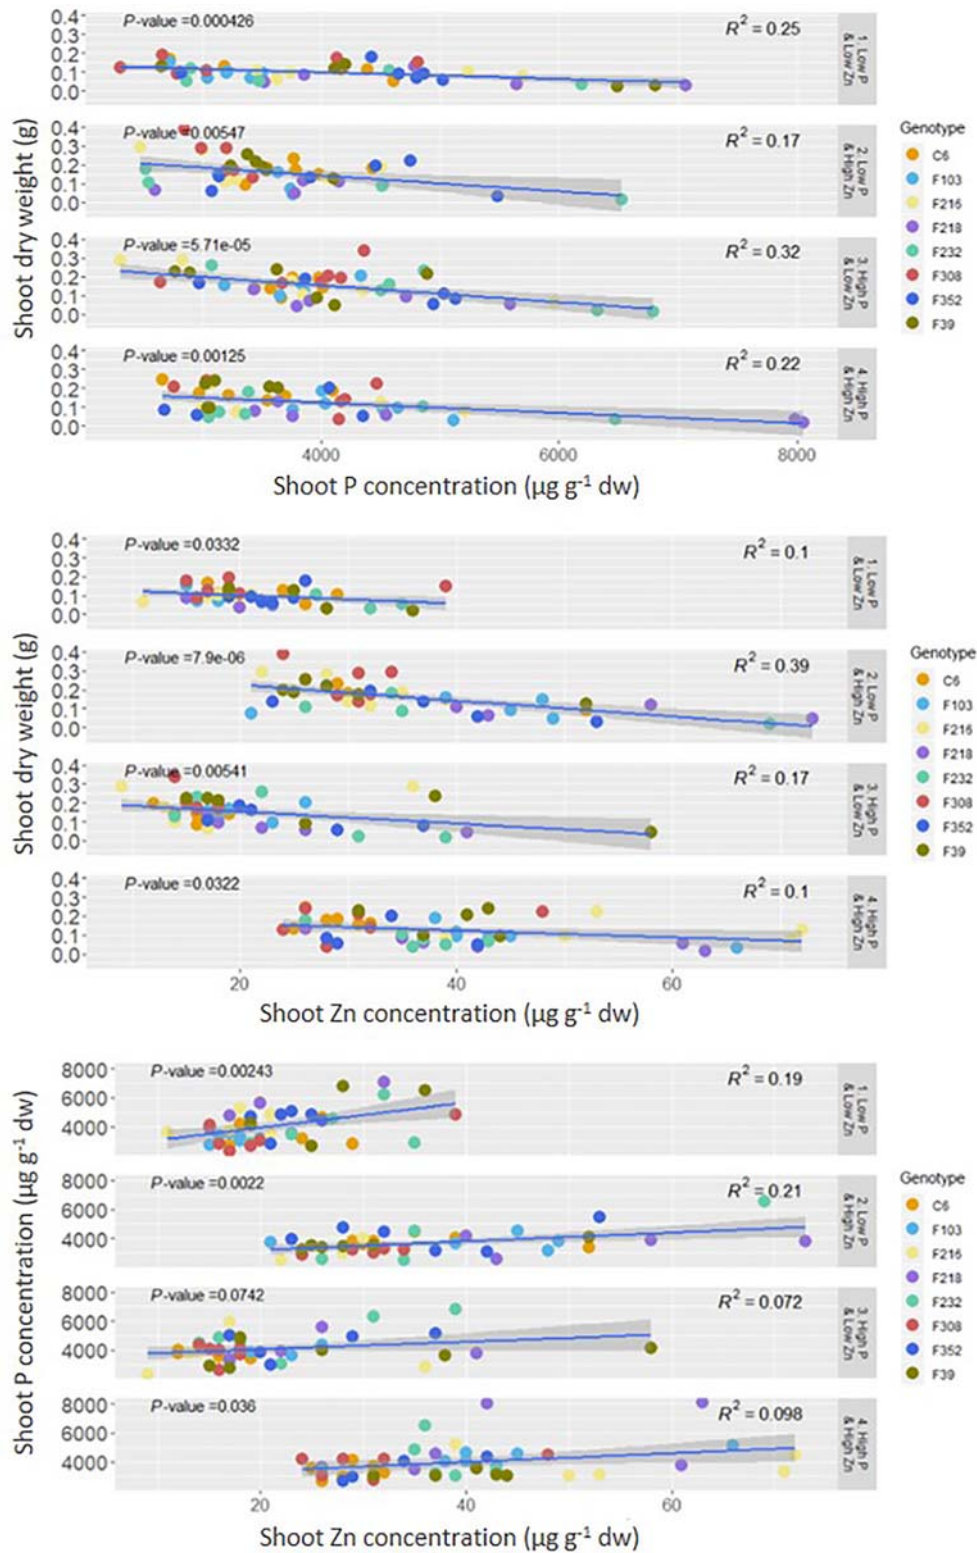 P-value =0.000426
R² = 0.25
1. Low P & Low Zn
0.4
0.3
0.2
0.1
0.0
P-value =0.00547
R² = 0.17
2. Low P & High Zn
0.4
0.3
0.2
0.1
0.0
P-value =5.71e-05
R² = 0.32
3. High P & Low Zn
0.4
0.3
0.2
0.1
0.0
P-value =0.00125
R² = 0.22
4. High P & High Zn
0.4
0.3
0.2
0.1
0.0
Shoot dry weight (g)
4000 6000 8000
Shoot P concentration (µg g⁻¹ dw)
Genotype
C6
F103
F216
F218
F232
F308
F352
F39
P-value =0.0332
R² = 0.1
1. Low P & Low Zn
0.4
0.3
0.2
0.1
0.0
P-value =7.9e-06
R² = 0.39
2. Low P & High Zn
0.4
0.3
0.2
0.1
0.0
P-value =0.00541
R² = 0.17
3. High P & Low Zn
0.4
0.3
0.2
0.1
0.0
P-value =0.0322
R² = 0.1
4. High P & High Zn
0.4
0.3
0.2
0.1
0.0
Shoot dry weight (g)
20 40 60
Shoot Zn concentration (µg g⁻¹ dw)
Genotype
C6
F103
F216
F218
F232
F308
F352
F39
P-value =0.00243
R² = 0.19
1. Low P & Low Zn
8000
6000
4000
P-value =0.0022
R² = 0.21
2. Low P & High Zn
8000
6000
4000
P-value =0.0742
R² = 0.072
3. High P & Low Zn
8000
6000
4000
P-value =0.036
R² = 0.098
4. High P & High Zn
8000
6000
4000
Shoot P concentration (µg g⁻¹ dw)
20 40 60
Shoot Zn concentration (µg g⁻¹ dw)
Genotype
C6
F103
F216
F218
F232
F308
F352
F39